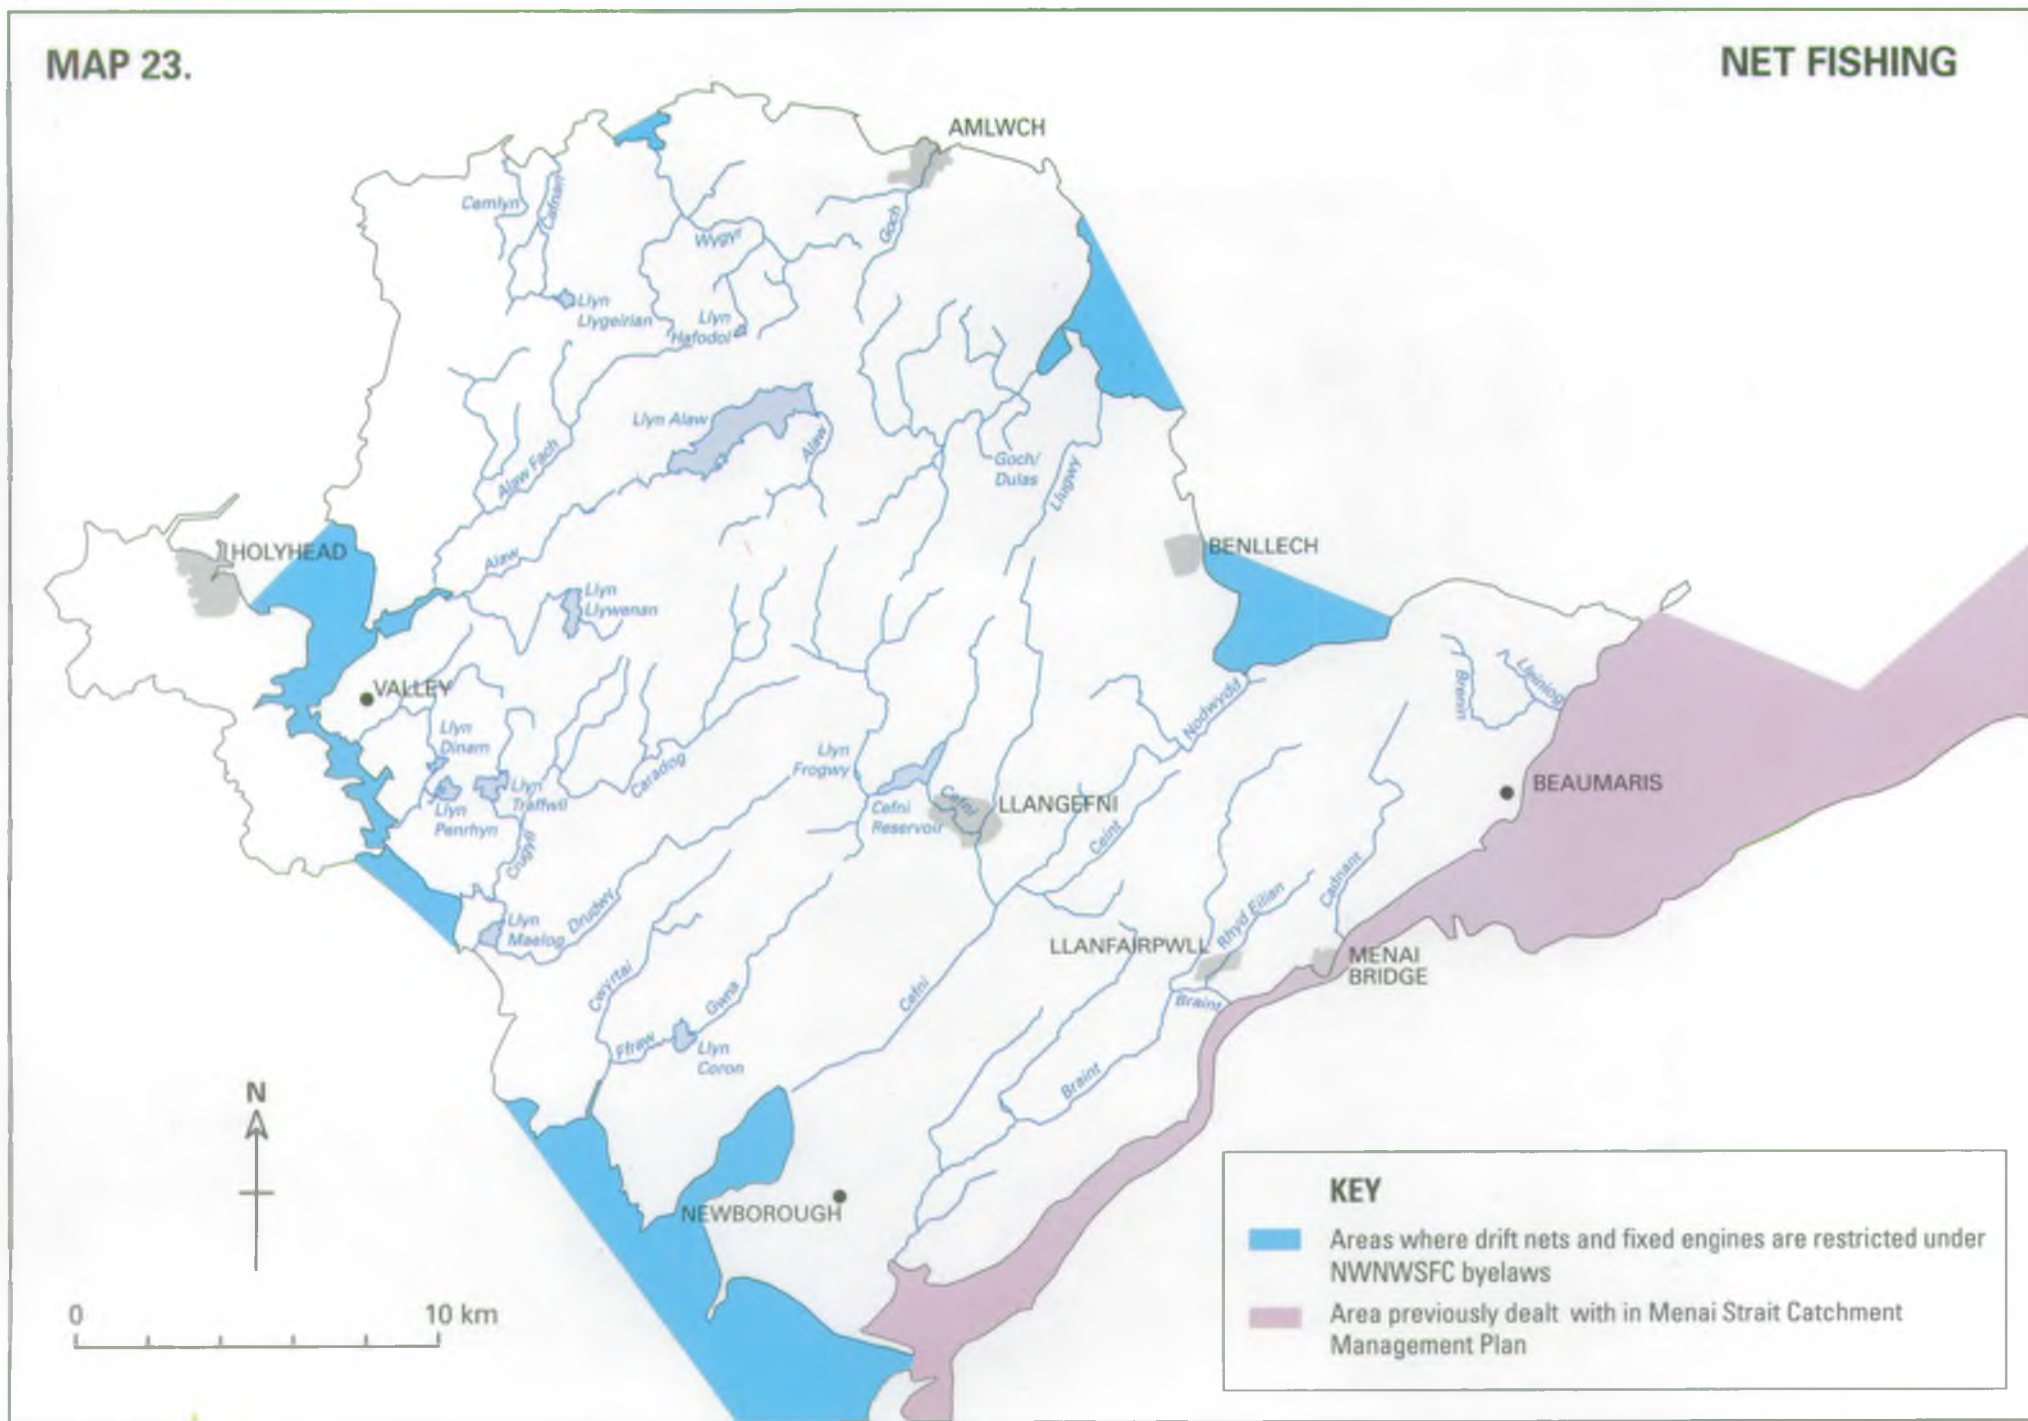 MAP 23.
NET FISHING
AMLWCH
Cemlyn
Cafnan
Wygyr
Goch
Llyn
Llygeirian
Llyn
Hafodol
Llyn Alaw
Alaw
Alaw Fach
Goch/
Dulas
Llugwy
HOLYHEAD
Alaw
BENLLECH
Llyn
Llywenan
VALLEY
Llyn
Dinam
Llyn
Traffwll
Llyn
Penrhyn
Caradog
Crugyll
Nodwydd
Brenin
Lleiniog
Llyn
Frogwy
Cefni
Reservoir
Cefni
LLANGEFNI
Ceint
BEAUMARIS
Llyn
Maelog
Drudwy
Cadnant
Rhyd Eilian
LLANFAIRPWLL
MENAI
BRIDGE
Cwyrtai
Gwna
Cefni
Braint
Ffraw
Llyn
Coron
Braint
N
NEWBOROUGH
0 10 km
KEY
Areas where drift nets and fixed engines are restricted under
NWNWSFC byelaws
Area previously dealt with in Menai Strait Catchment
Management Plan